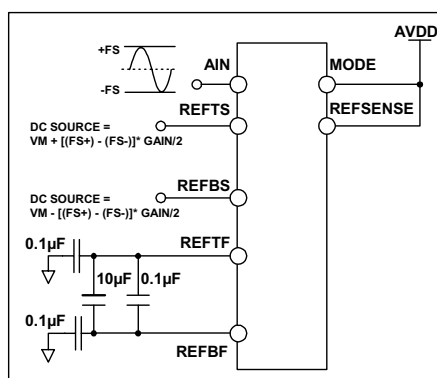 AVDD
+FS
-FS
AIN
MODE
REFTS
REFSENSE
DC SOURCE =
VM + [(FS+) - (FS-)]* GAIN/2
REFBS
DC SOURCE =
VM - [(FS+) - (FS-)]* GAIN/2
0.1µF
REFTF
10µF
0.1µF
0.1µF
REFBF